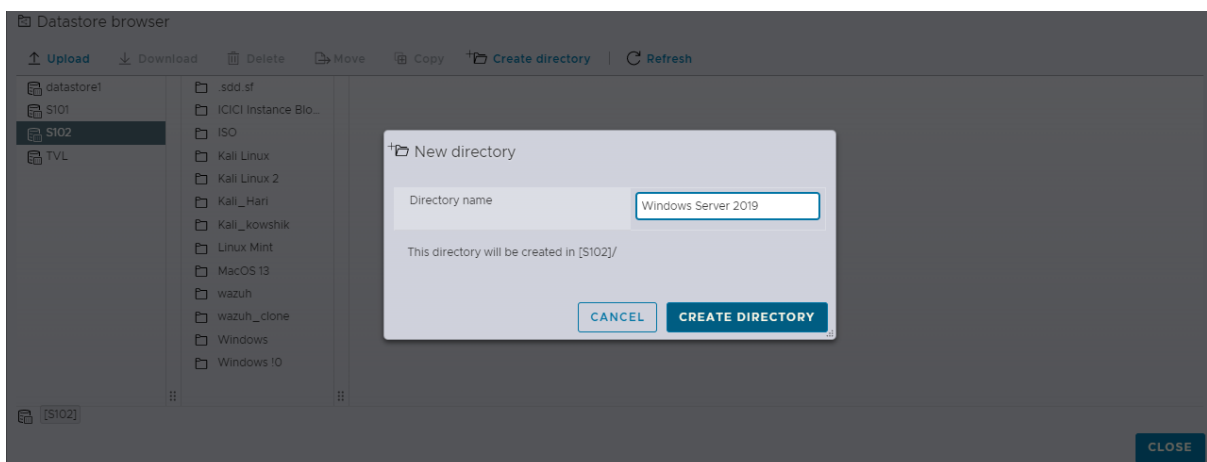 Datastore browser
Upload Download Delete Move Copy Create directory Refresh
datastore1
S101
S102
TVL
.sdd.sf
ICICI Instance Blo...
ISO
Kali Linux
Kali Linux 2
Kali_Hari
Kali_kowshik
Linux Mint
MacOS 13
wazuh
wazuh_clone
Windows
Windows !0
New directory
Directory name
Windows Server 2019
This directory will be created in [S102]/
CANCEL CREATE DIRECTORY
[S102]
CLOSE